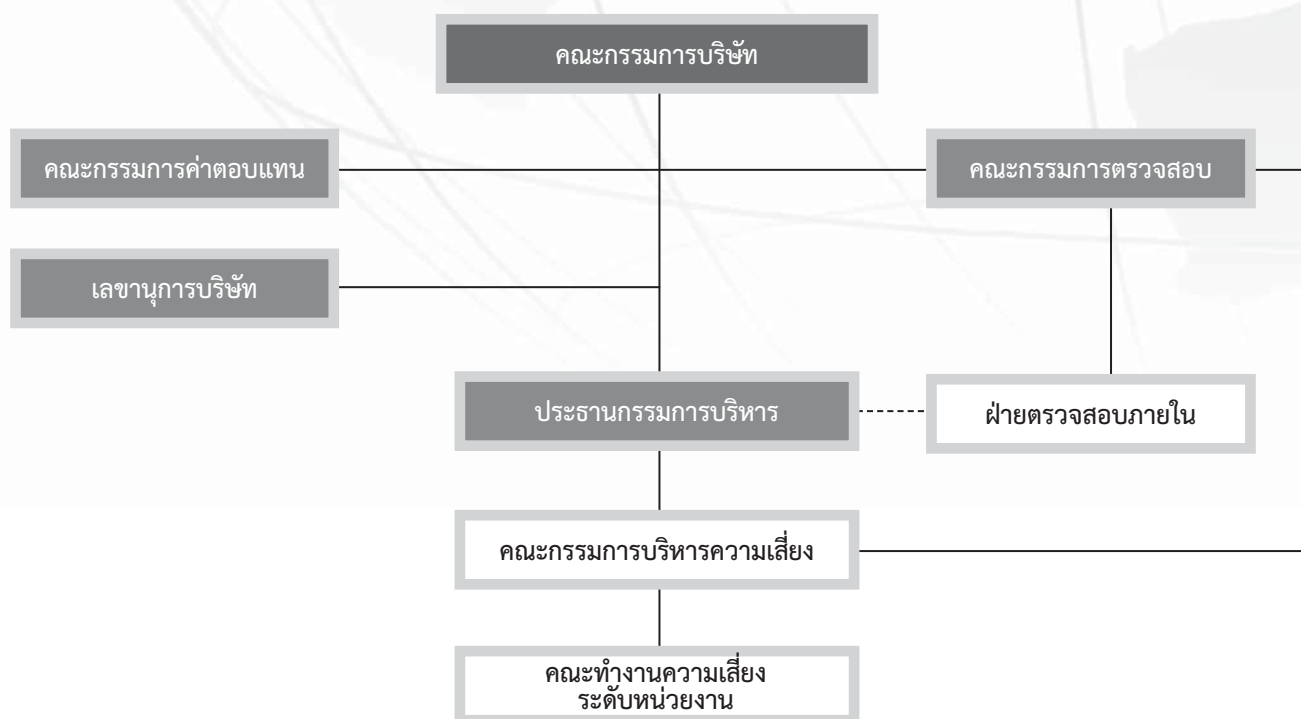 คณะกรรมการบริษัท
คณะกรรมการค่าตอบแทน
คณะกรรมการตรวจสอบ
เลขานุการบริษัท
ประธานกรรมการบริหาร
ฝ่ายตรวจสอบภายใน
คณะกรรมการบริหารความเสี่ยง
คณะทำงานความเสี่ยง
ระดับหน่วยงาน